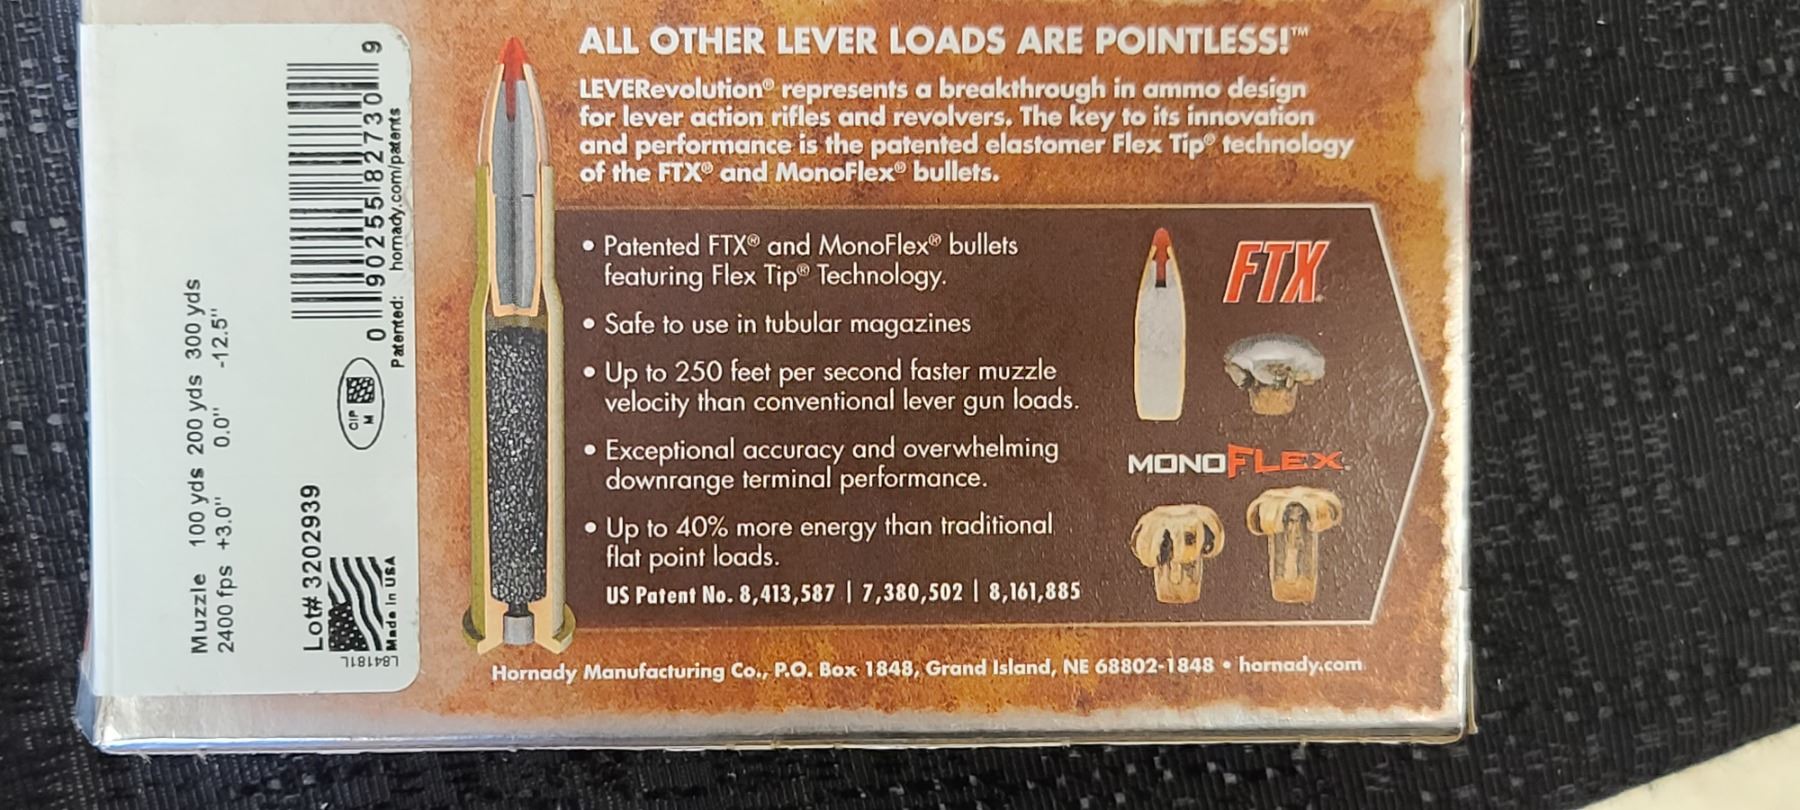 ALL OTHER LEVER LOADS ARE POINTLESS!™
LEVERevolution® represents a breakthrough in ammo design
for lever action rifles and revolvers. The key to its innovation
and performance is the patented elastomer Flex Tip® technology
of the FTX® and MonoFlex® bullets.
• Patented FTX® and MonoFlex® bullets
featuring Flex Tip® Technology.
• Safe to use in tubular magazines
• Up to 250 feet per second faster muzzle
velocity than conventional lever gun loads.
• Exceptional accuracy and overwhelming
downrange terminal performance.
• Up to 40% more energy than traditional
flat point loads.
US Patent No. 8,413,587 | 7,380,502 | 8,161,885
FTX®
MONOFLEX®
Hornady Manufacturing Co., P.O. Box 1848, Grand Island, NE 68802-1848 • hornady.com
Muzzle 100 yds 200 yds 300 yds
2400 fps +3.0" 0.0" -12.5"
Lot# 3202939
CIP
M
0 90255 82730 9
Patented: hornady.com/patents
Made in USA
L84181L